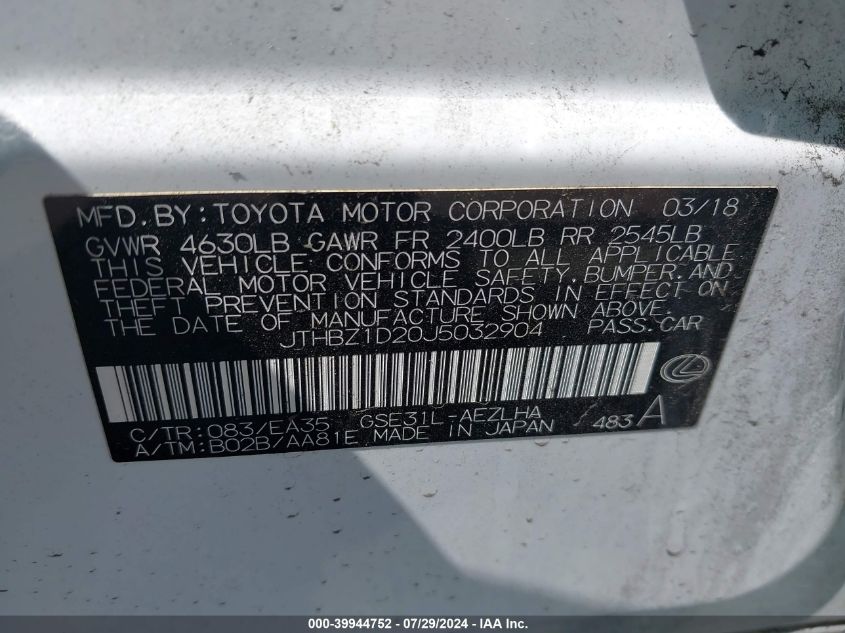 MFD. BY: TOYOTA MOTOR CORPORATION 03/18
GVWR 4630LB GAWR FR 2400LB RR 2545LB
THIS VEHICLE CONFORMS TO ALL APPLICABLE
FEDERAL MOTOR VEHICLE SAFETY, BUMPER, AND
THEFT PREVENTION STANDARDS IN EFFECT ON
THE DATE OF MANUFACTURE SHOWN ABOVE.
JTHBZ1D20J5032904 PASS. CAR
C/TR: 083/EA35 GSE31L-AEZLHA 483 A
A/TM: B02B/AA81E MADE IN JAPAN
000-39944752 / 07/29/2024 - IAA Inc.